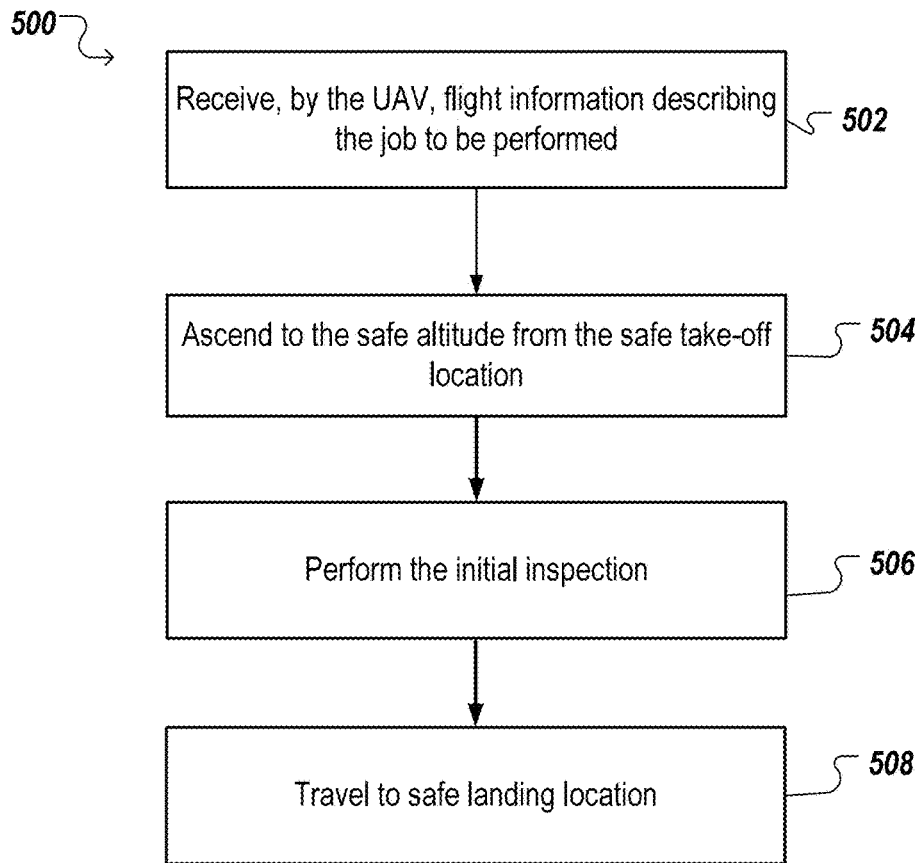 500
Receive, by the UAV, flight information describing
the job to be performed
502
Ascend to the safe altitude from the safe take-off
location
504
Perform the initial inspection
506
Travel to safe landing location
508